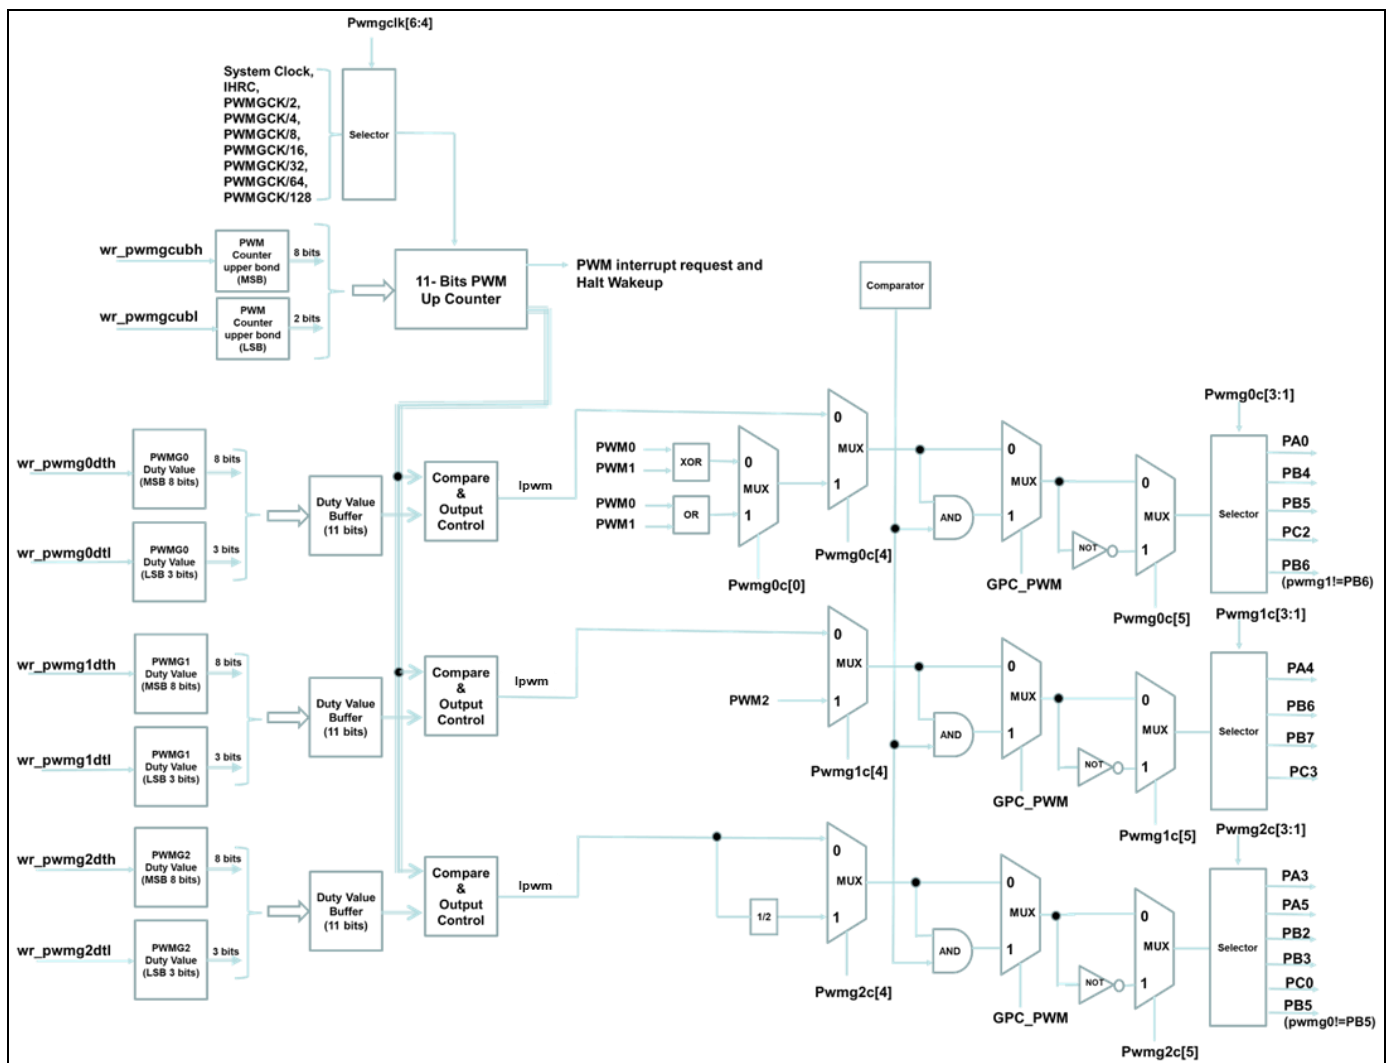 Pwmgclk[6:4]
System Clock,
IHRC,
PWMGCK/2,
PWMGCK/4,
PWMGCK/8,
PWMGCK/16,
PWMGCK/32,
PWMGCK/64,
PWMGCK/128
Selector
wr_pwmgcubh
PWM
Counter
upper bond
(MSB)
8 bits
wr_pwmgcubl
PWM
Counter
upper bond
(LSB)
2 bits
11- Bits PWM
Up Counter
PWM interrupt request and
Halt Wakeup
Comparator
wr_pwmg0dth
PWMG0
Duty Value
(MSB 8 bits)
8 bits
wr_pwmg0dtl
PWMG0
Duty Value
(LSB 3 bits)
3 bits
Duty Value
Buffer
(11 bits)
Compare
&
Output
Control
Ipwm
PWM0
PWM1
XOR
PWM0
PWM1
OR
0
MUX
1
Pwmg0c[0]
0
MUX
1
Pwmg0c[4]
AND
0
MUX
1
GPC_PWM
NOT
0
MUX
1
Pwmg0c[5]
Pwmg0c[3:1]
Selector
PA0
PB4
PB5
PC2
PB6
(pwmg1!=PB6)
wr_pwmg1dth
PWMG1
Duty Value
(MSB 8 bits)
8 bits
wr_pwmg1dtl
PWMG1
Duty Value
(LSB 3 bits)
3 bits
Duty Value
Buffer
(11 bits)
Compare
&
Output
Control
Ipwm
PWM2
0
MUX
1
Pwmg1c[4]
AND
0
MUX
1
GPC_PWM
NOT
0
MUX
1
Pwmg1c[5]
Pwmg1c[3:1]
Selector
PA4
PB6
PB7
PC3
wr_pwmg2dth
PWMG2
Duty Value
(MSB 8 bits)
8 bits
wr_pwmg2dtl
PWMG2
Duty Value
(LSB 3 bits)
3 bits
Duty Value
Buffer
(11 bits)
Compare
&
Output
Control
Ipwm
1/2
0
MUX
1
Pwmg2c[4]
AND
0
MUX
1
GPC_PWM
NOT
0
MUX
1
Pwmg2c[5]
Pwmg2c[3:1]
Selector
PA3
PA5
PB2
PB3
PC0
PB5
(pwmg0!=PB5)